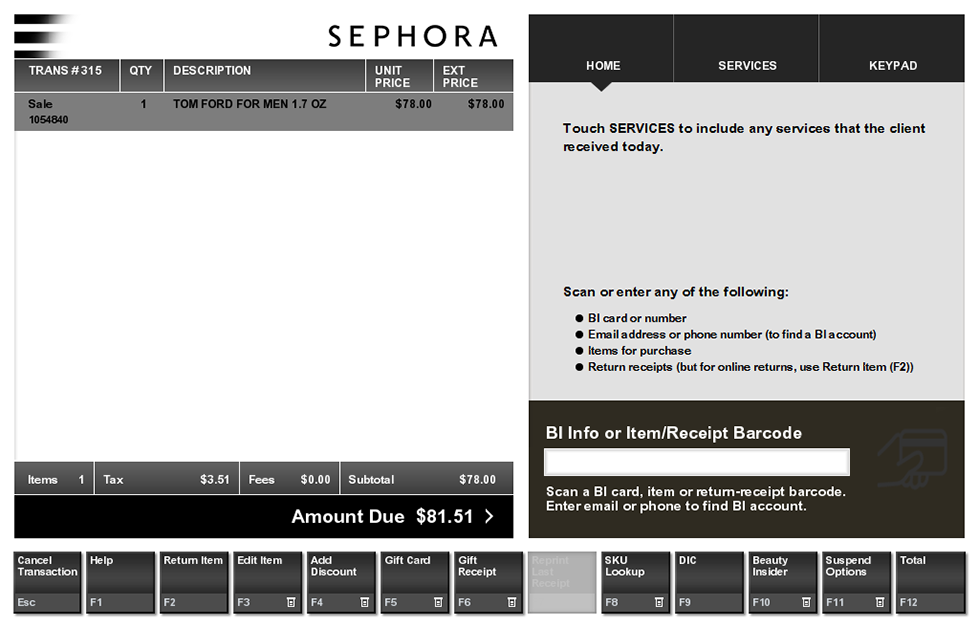 SEPHORA
TRANS # 315 QTY DESCRIPTION UNIT PRICE EXT PRICE
Sale 1 TOM FORD FOR MEN 1.7 OZ $78.00 $78.00
1054840
Items 1 Tax $3.51 Fees $0.00 Subtotal $78.00
Amount Due $81.51 >
HOME SERVICES KEYPAD
Touch SERVICES to include any services that the client
received today.
Scan or enter any of the following:
● BI card or number
● Email address or phone number (to find a BI account)
● Items for purchase
● Return receipts (but for online returns, use Return Item (F2))
BI Info or Item/Receipt Barcode
Scan a BI card, item or return-receipt barcode.
Enter email or phone to find BI account.
Cancel
Transaction
Esc
Help
F1
Return Item
F2
Edit Item
F3
Add
Discount
F4
Gift Card
F5
Gift
Receipt
F6
Reprint
Last
Receipt
SKU
Lookup
F8
DIC
F9
Beauty
Insider
F10
Suspend
Options
F11
Total
F12